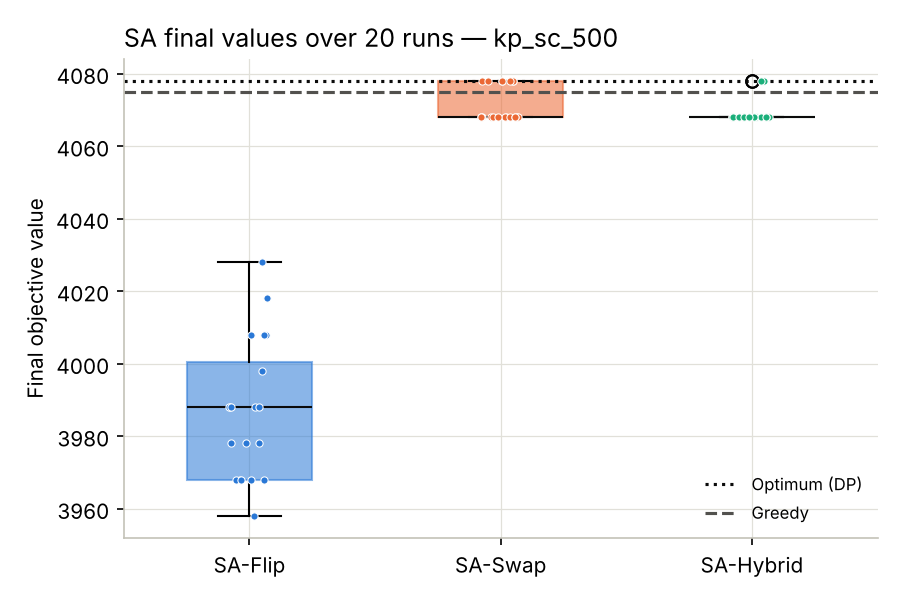 SA final values over 20 runs — kp_sc_500
Final objective value
4080
4060
4040
4020
4000
3980
3960
Optimum (DP)
Greedy
SA-Flip
SA-Swap
SA-Hybrid